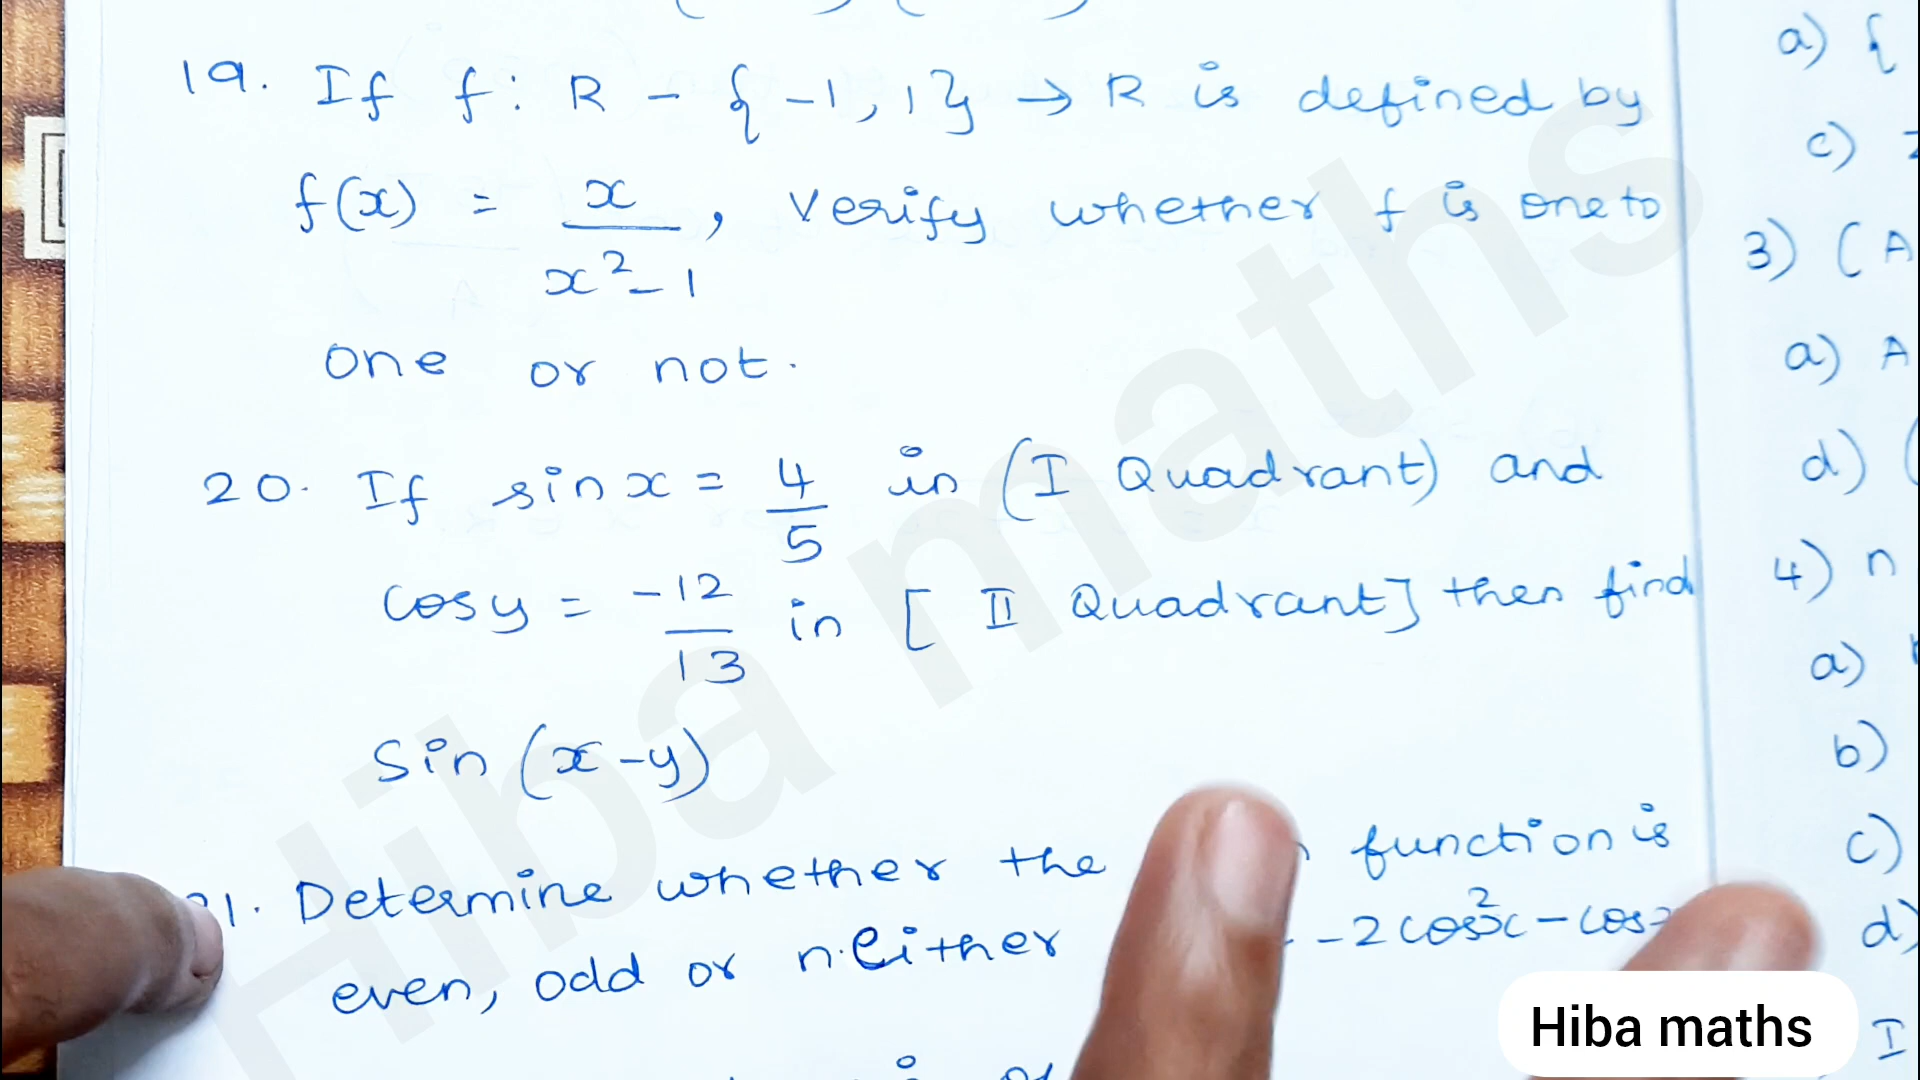 19. If f: R - {-1, 1} → R is defined by
f(x) = x/(x²-1), Verify whether f is one to
one or not.
20. If sin x = 4/5 in (I Quadrant) and
cos y = -12/13 in [II Quadrant] then find
Sin (x-y)
21. Determine whether the function is
even, odd or neither -2cos²x - cos
a) {
c)
3) (A
a) A
d) (
4) n
a)
b)
c)
d)
I
Hiba maths
Hiba maths